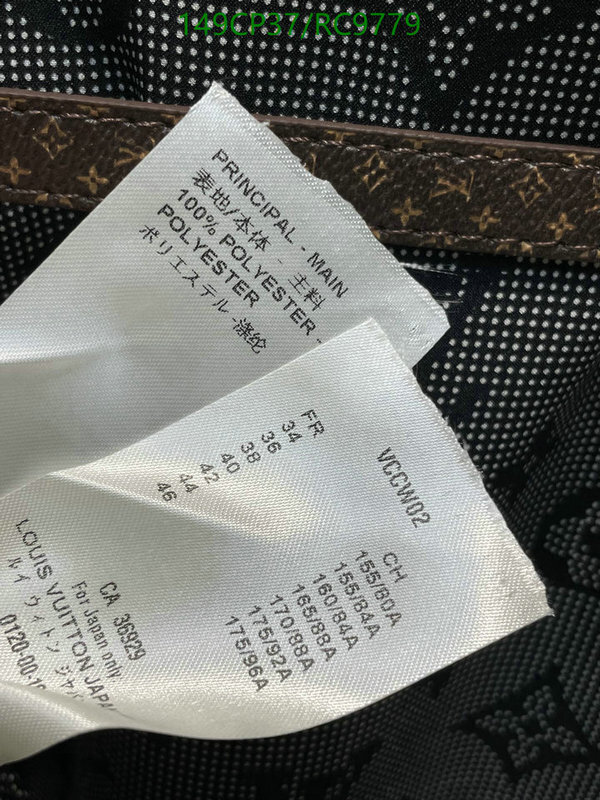 149CP37/RC9779
PRINCIPAL - MAIN
表地/本体 - 主料
100% POLYESTER -
POLYESTER
ポリエステル - 涤纶
FR
34
36
38
40
42
44
46
VCCW02
CH
155/80A
155/84A
160/84A
165/88A
170/88A
175/92A
175/96A
CA 36929
For Japan only
LOUIS VUITTON JAPAN
ルイ ヴィトン ジャパ
0120-00-1